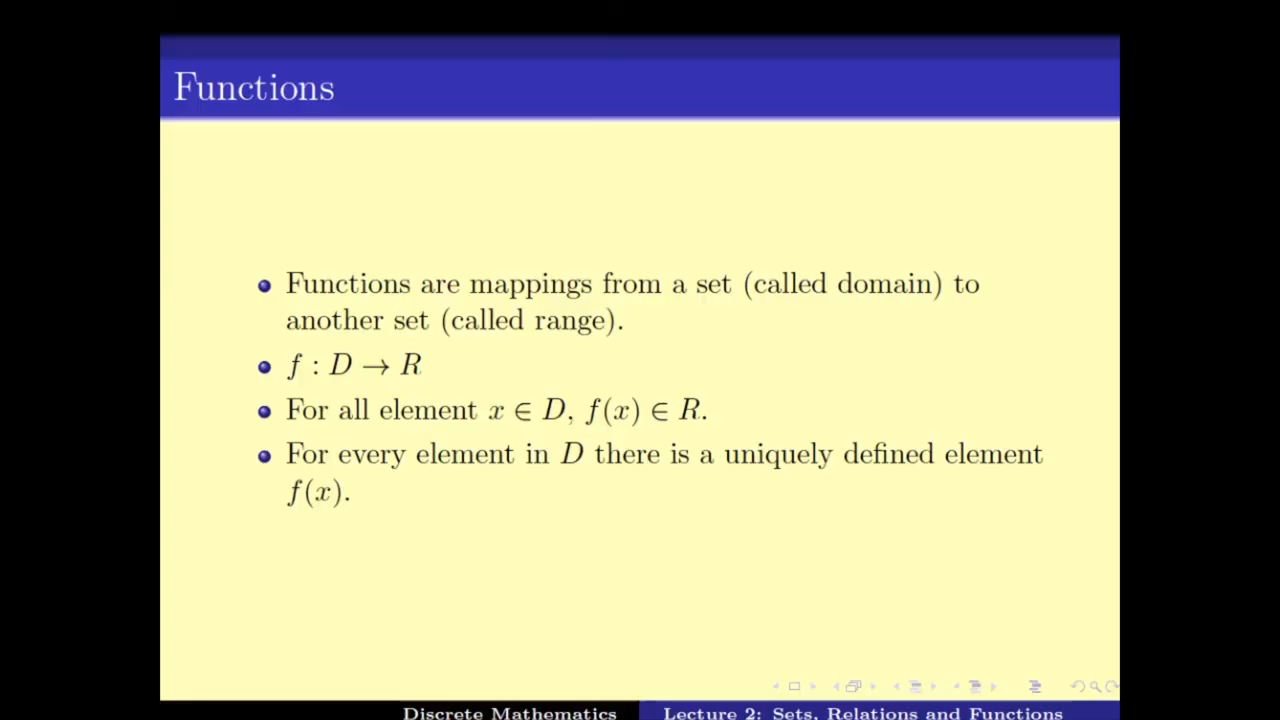 Functions
Functions are mappings from a set (called domain) to
another set (called range).
f : D → R
For all element x ∈ D, f(x) ∈ R.
For every element in D there is a uniquely defined element
f(x).
Discrete Mathematics Lecture 2: Sets, Relations and Functions